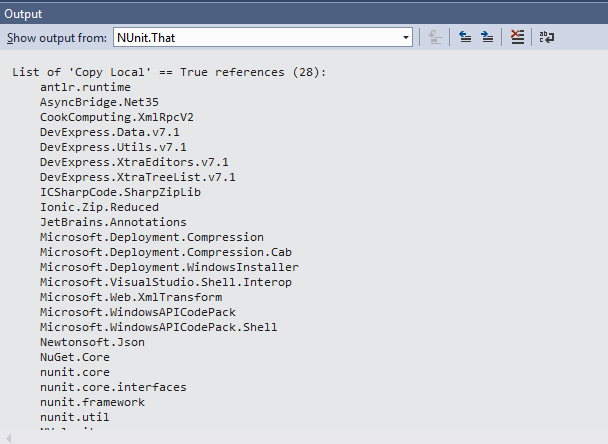 Output
Show output from: NUnit.That
List of 'Copy Local' == True references (28):
antlr.runtime
AsyncBridge.Net35
CookComputing.XmlRpcV2
DevExpress.Data.v7.1
DevExpress.Utils.v7.1
DevExpress.XtraEditors.v7.1
DevExpress.XtraTreeList.v7.1
ICSharpCode.SharpZipLib
Ionic.Zip.Reduced
JetBrains.Annotations
Microsoft.Deployment.Compression
Microsoft.Deployment.Compression.Cab
Microsoft.Deployment.WindowsInstaller
Microsoft.VisualStudio.Shell.Interop
Microsoft.Web.XmlTransform
Microsoft.WindowsAPICodePack
Microsoft.WindowsAPICodePack.Shell
Newtonsoft.Json
NuGet.Core
nunit.core
nunit.core.interfaces
nunit.framework
nunit.util